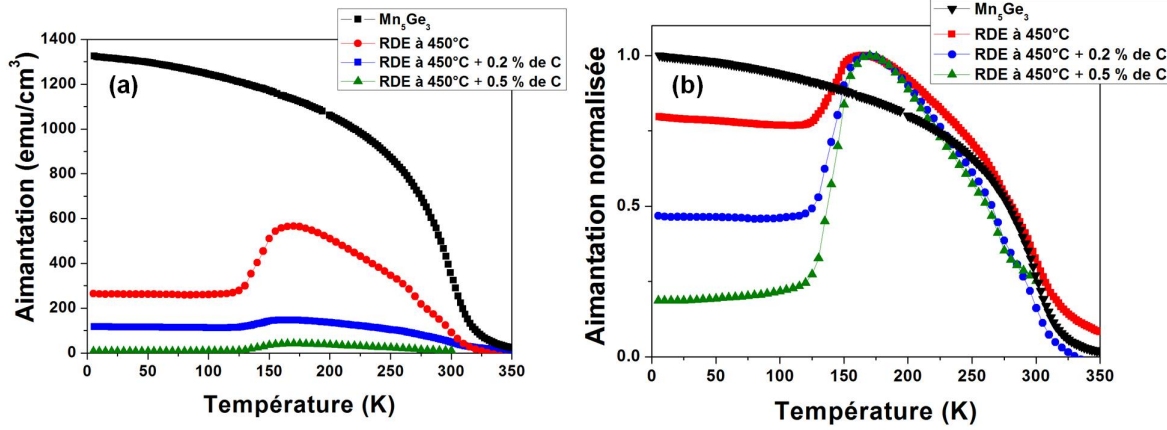 Mn5Ge3
RDE à 450°C
RDE à 450°C + 0.2 % de C
RDE à 450°C + 0.5 % de C
(a)
Aimantation (emu/cm³)
1400
1300
1200
1000
800
600
400
300
200
100
0
0
50
100
150
200
250
300
350
Température (K)
Mn5Ge3
RDE à 450°C
RDE à 450°C + 0.2 % de C
RDE à 450°C + 0.5 % de C
(b)
Aimantation normalisée
1.0
0.5
0.0
0
50
100
150
200
250
300
350
Température (K)